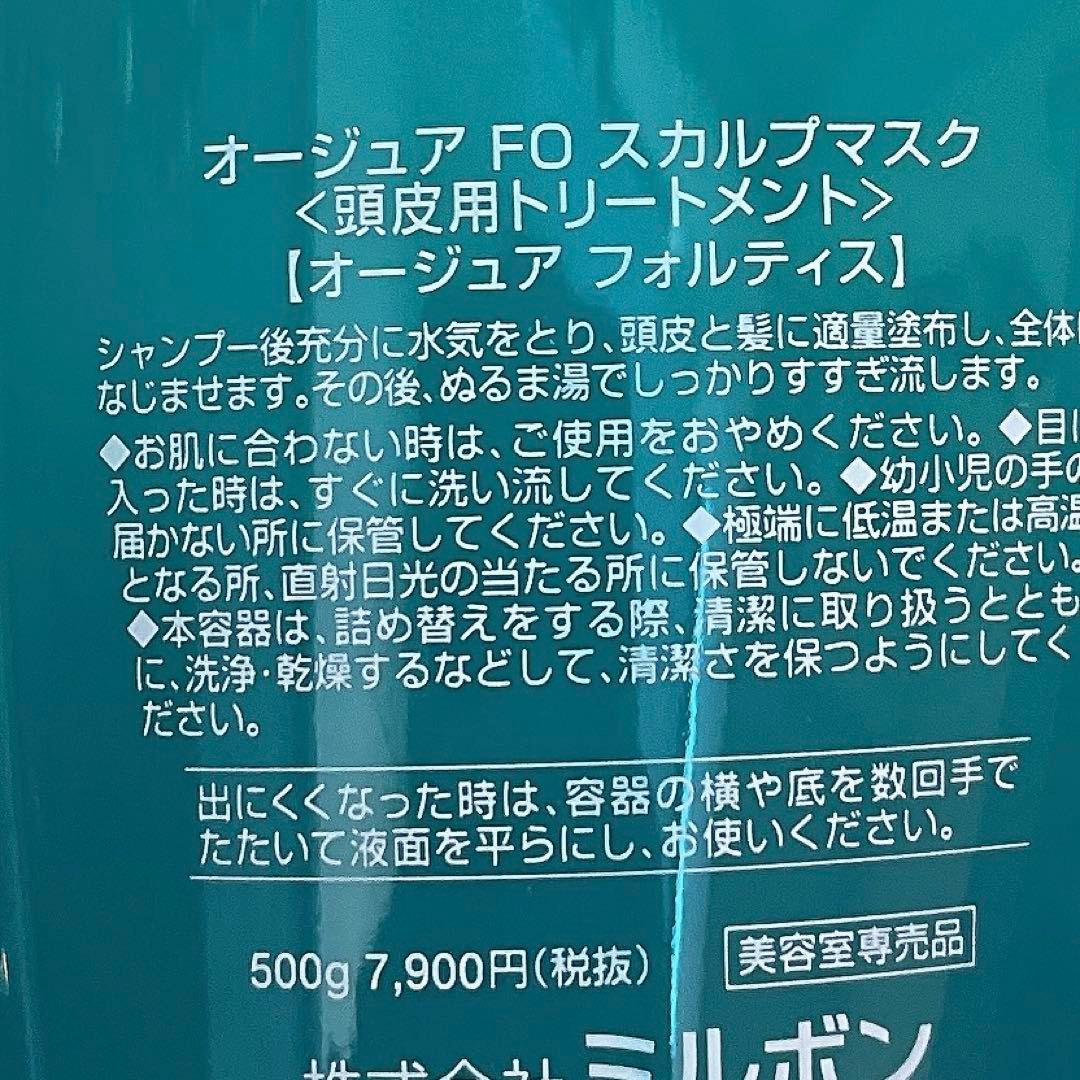 オージュア FO スカルプマスク
<頭皮用トリートメント>
【オージュア フォルティス】
シャンプー後充分に水気をとり、頭皮と髪に適量塗布し、全体に
なじませます。その後、ぬるま湯でしっかりすすぎ流します。
◆お肌に合わない時は、ご使用をおやめください。◆目に
入った時は、すぐに洗い流してください。◆幼小児の手の
届かない所に保管してください。◆極端に低温または高温
となる所、直射日光の当たる所に保管しないでください。
◆本容器は、詰め替えをする際、清潔に取り扱うととも
に、洗浄・乾燥するなどして、清潔さを保つようにしてく
ださい。
出にくくなった時は、容器の横や底を数回手で
たたいて液面を平らにし、お使いください。
500g 7,900円(税抜)
美容室専売品
株式会社 ミルボン